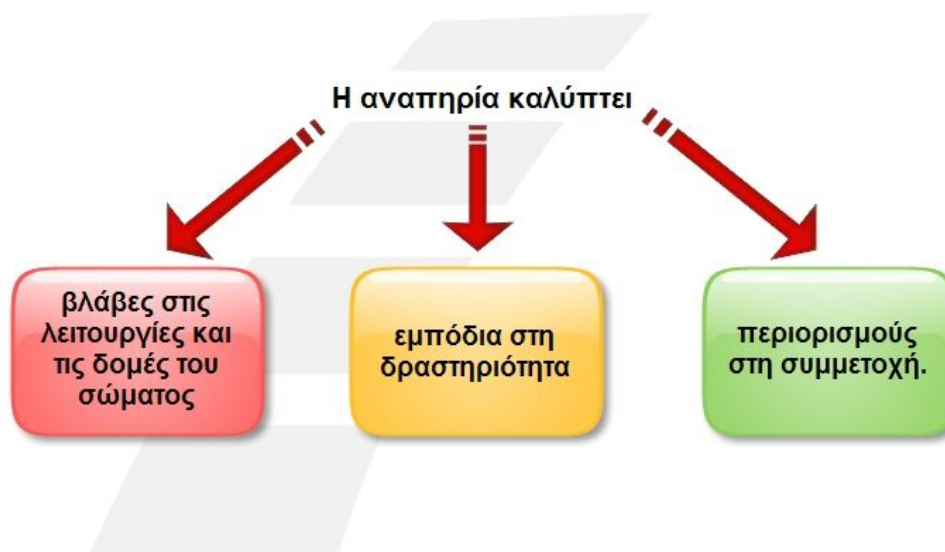 Η αναπηρία καλύπτει
βλάβες στις
λειτουργίες και
τις δομές του
σώματος
εμπόδια στη
δραστηριότητα
περιορισμούς
στη συμμετοχή.